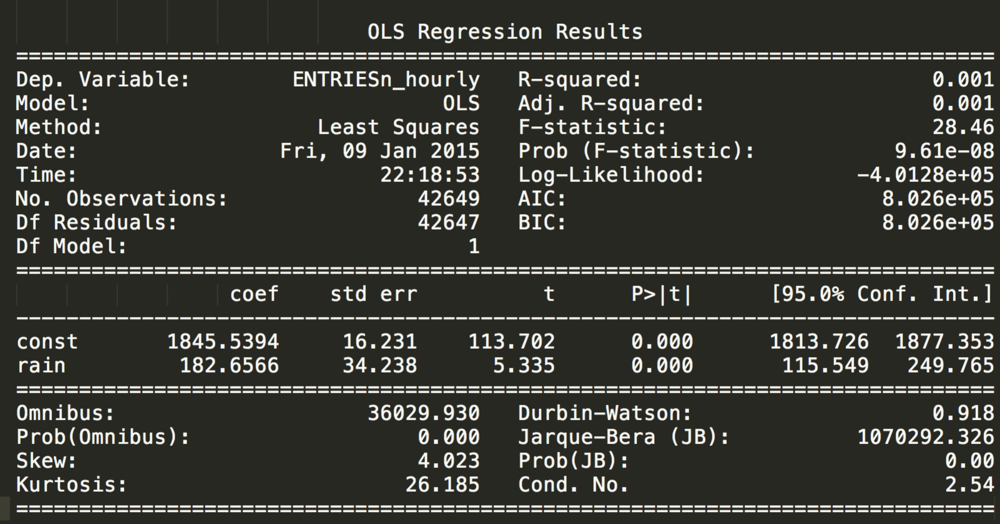 OLS Regression Results
==============================================================================
Dep. Variable:        ENTRIESn_hourly   R-squared:                       0.001
Model:                            OLS   Adj. R-squared:                  0.001
Method:                 Least Squares   F-statistic:                     28.46
Date:                Fri, 09 Jan 2015   Prob (F-statistic):           9.61e-08
Time:                        22:18:53   Log-Likelihood:            -4.0128e+05
No. Observations:               42649   AIC:                         8.026e+05
Df Residuals:                   42647   BIC:                         8.026e+05
Df Model:                           1
==============================================================================
                 coef    std err          t      P>|t|      [95.0% Conf. Int.]
------------------------------------------------------------------------------
const       1845.5394     16.231    113.702      0.000      1813.726  1877.353
rain         182.6566     34.238      5.335      0.000       115.549   249.765
==============================================================================
Omnibus:                    36029.930   Durbin-Watson:                   0.918
Prob(Omnibus):                  0.000   Jarque-Bera (JB):          1070292.326
Skew:                           4.023   Prob(JB):                         0.00
Kurtosis:                      26.185   Cond. No.                         2.54
==============================================================================